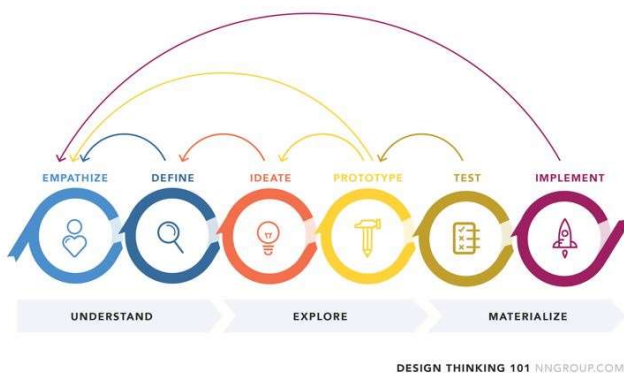 EMPATHIZE DEFINE IDEATE PROTOTYPE TEST IMPLEMENT
UNDERSTAND EXPLORE MATERIALIZE
DESIGN THINKING 101 NNGROUP.COM